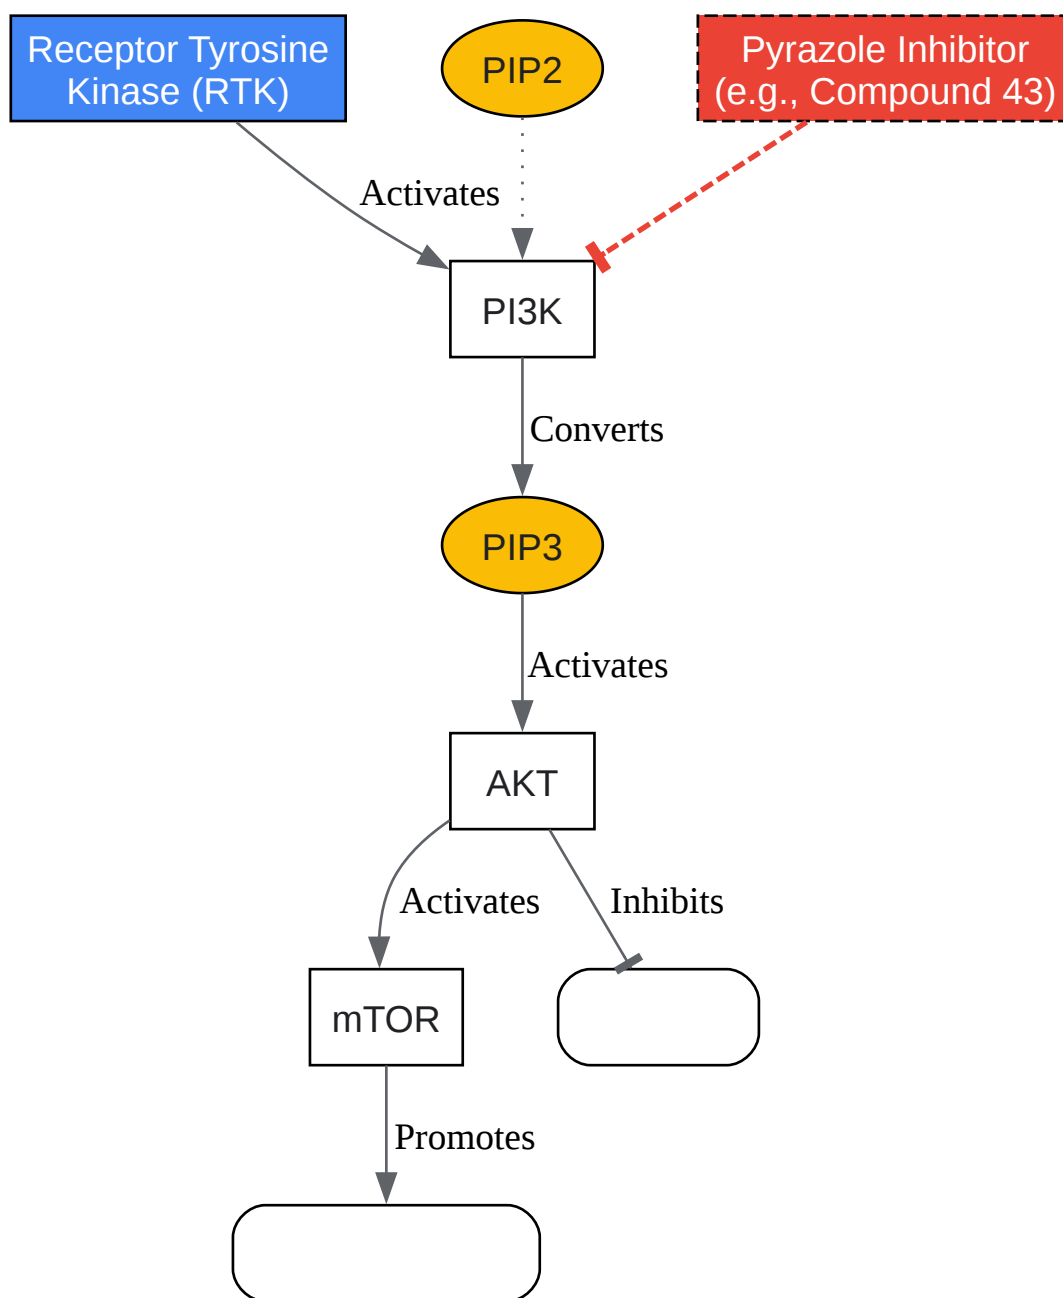 Receptor Tyrosine
Kinase (RTK)
PIP2
Pyrazole Inhibitor
(e.g., Compound 43)
Activates
PI3K
Converts
PIP3
Activates
AKT
Activates
Inhibits
mTOR
Promotes